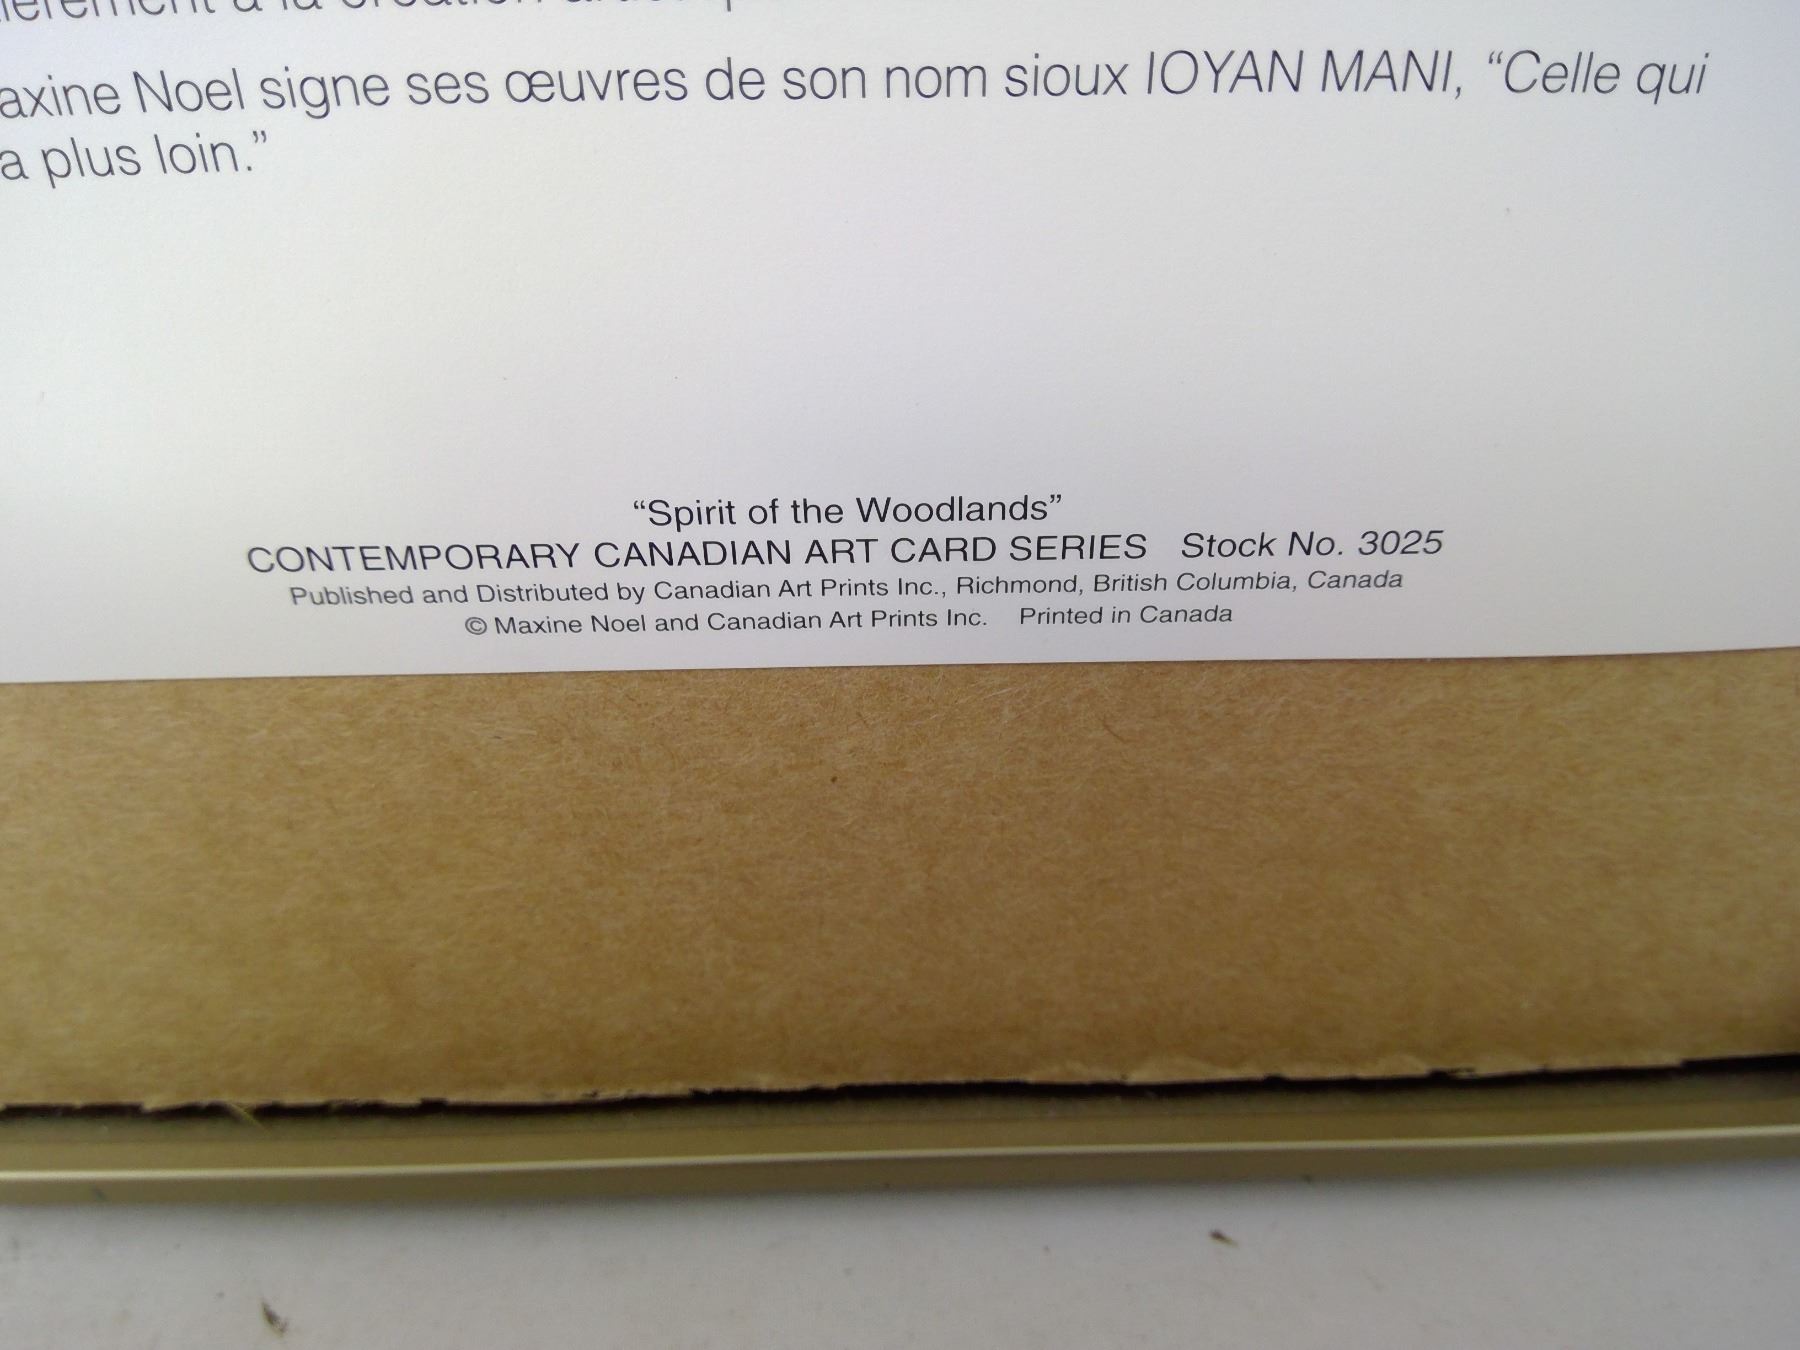 à la création
axine Noel signe ses œuvres de son nom sioux IOYAN MANI, “Celle qui
a plus loin.”
“Spirit of the Woodlands”
CONTEMPORARY CANADIAN ART CARD SERIES Stock No. 3025
Published and Distributed by Canadian Art Prints Inc., Richmond, British Columbia, Canada
© Maxine Noel and Canadian Art Prints Inc. Printed in Canada